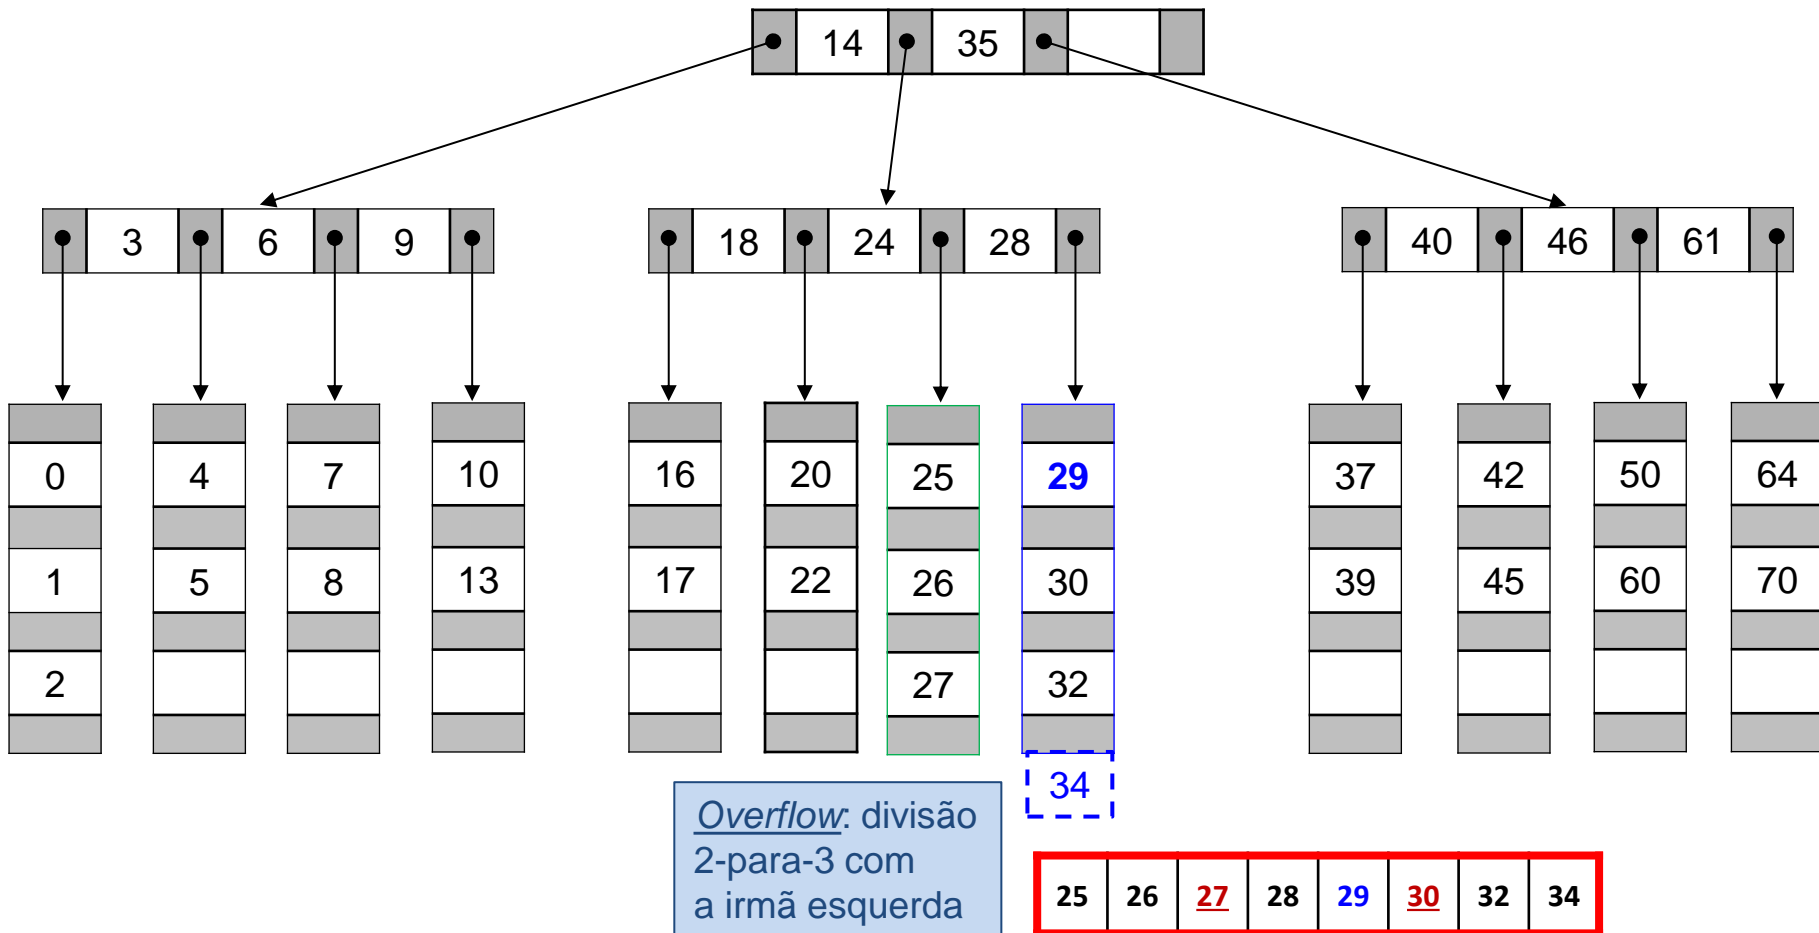 14 35
3 6 9
18 24 28
40 46 61
0 4 7 10 16 20 25 29 37 42 50 64
1 5 8 13 17 22 26 30 39 45 60 70
2 27 32
34
Overflow: divisão
2-para-3 com
a irmã esquerda
25 26 27 28 29 30 32 34